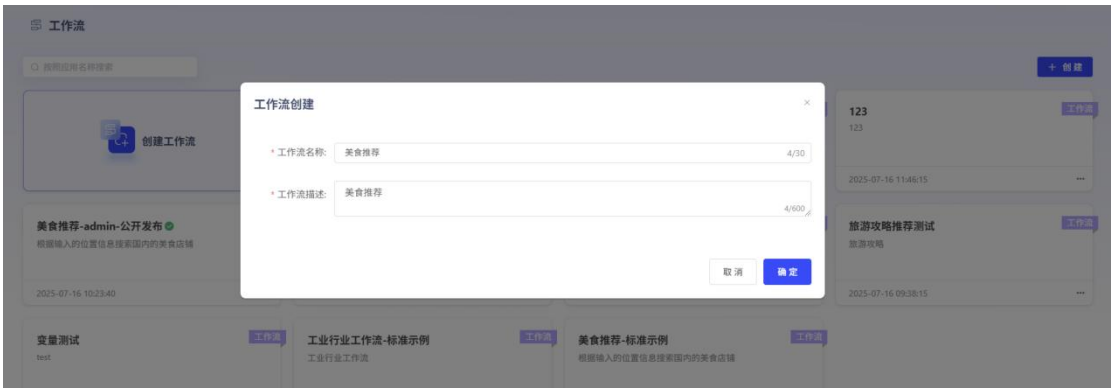 工作流
按照应用名称搜索
+ 创建
工作流创建
×
* 工作流名称: 美食推荐 4/30
* 工作流描述: 美食推荐
4/600
取消 确定
创建工作流
123
工作流
123
2025-07-16 11:46:15 ...
美食推荐-admin-公开发布
根据输入的位置信息搜索国内的美食店铺
2025-07-16 10:23:40
旅游攻略推荐测试
工作流
旅游攻略
2025-07-16 09:38:15 ...
变量测试
工作流
test
工业行业工作流-标准示例
工作流
工业行业工作流
美食推荐-标准示例
工作流
根据输入的位置信息搜索国内的美食店铺